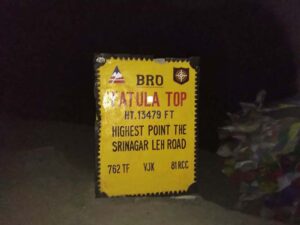 BRO
FATULA TOP
HT.13479 FT
HIGHEST POINT THE
SRINAGAR LEH ROAD
762 TF VJK 81 RCC